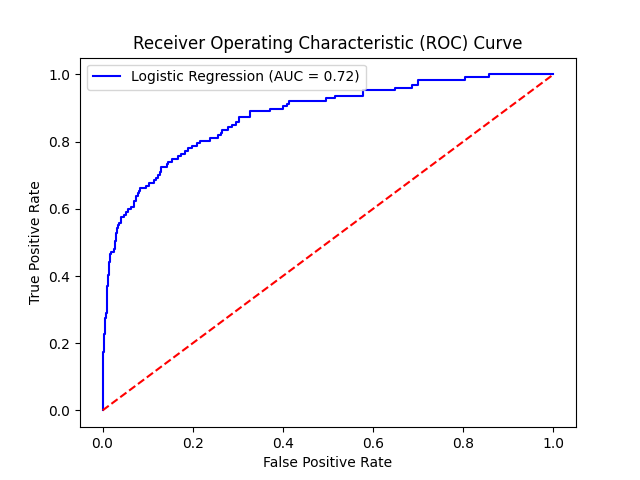 Receiver Operating Characteristic (ROC) Curve
Logistic Regression (AUC = 0.72)
1.0
0.8
0.6
0.4
0.2
0.0
True Positive Rate
0.0 0.2 0.4 0.6 0.8 1.0
False Positive Rate